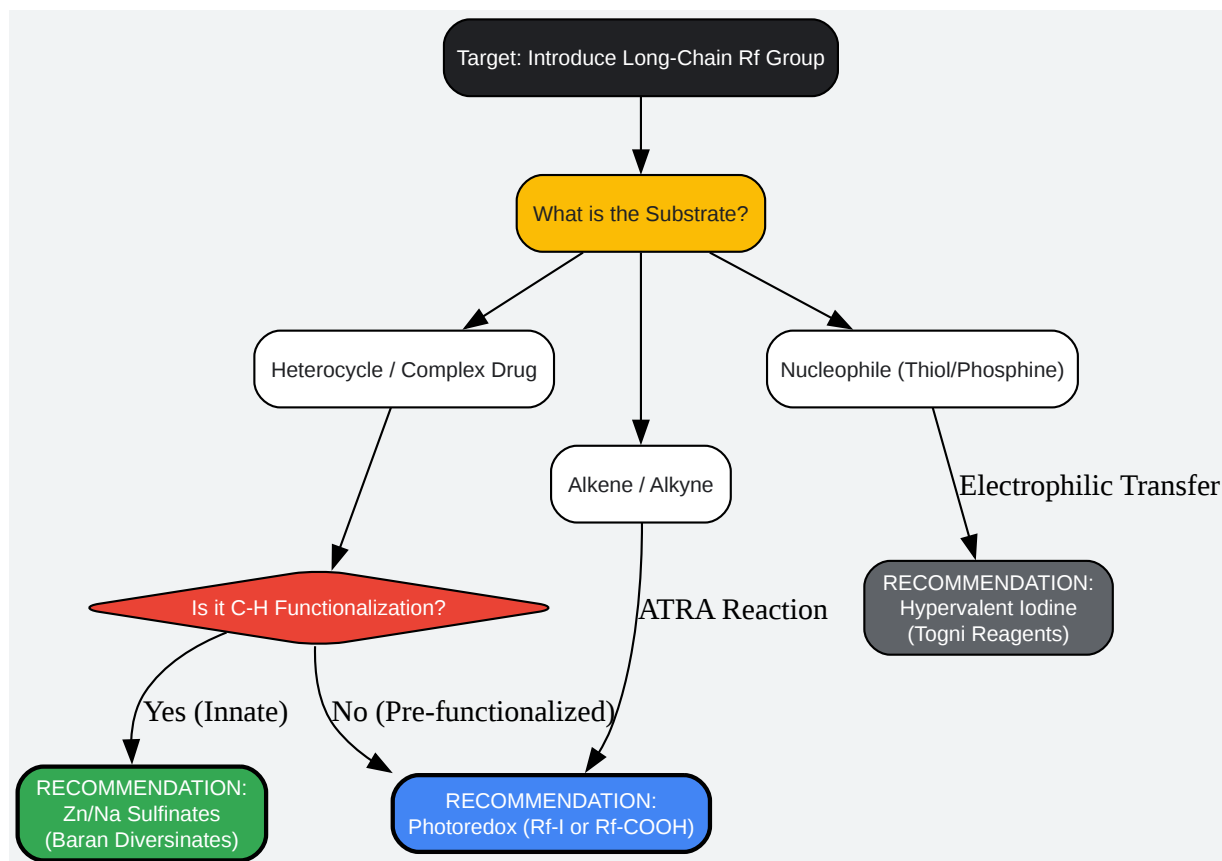 Target: Introduce Long-Chain Rf Group
What is the Substrate?
Heterocycle / Complex Drug
Nucleophile (Thiol/Phosphine)
Alkene / Alkyne
Electrophilic Transfer
RECOMMENDATION:
Hypervalent Iodine
(Togni Reagents)
Is it C-H Functionalization?
ATRA Reaction
Yes (Innate)
No (Pre-functionalized)
RECOMMENDATION:
Zn/Na Sulfinates
(Baran Diversinates)
RECOMMENDATION:
Photoredox (Rf-I or Rf-COOH)